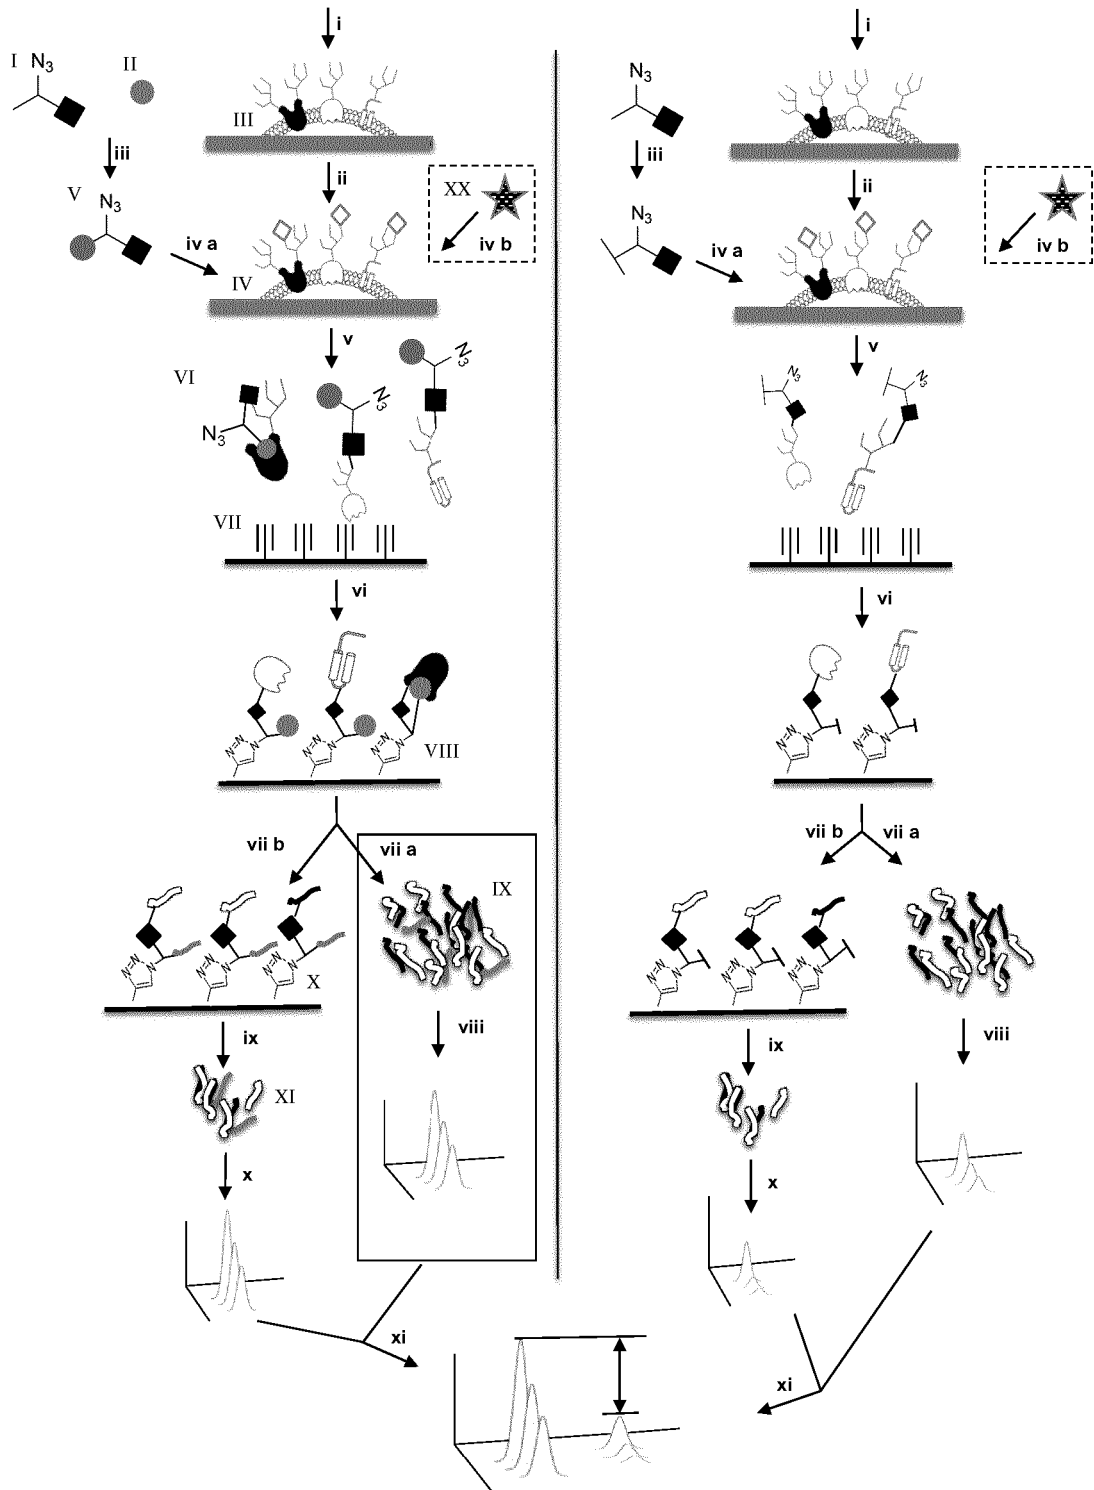 i
i
I N3
II
N3
III
iii
ii
iii
ii
V N3
XX
N3
iv a
iv b
iv a
iv b
IV
v
v
VI
N3
N3
N3
N3
N3
VII
vi
vi
N=N N
N=N N
N=N N
VIII
N=N N
N=N N
vii b
vii a
vii b
vii a
IX
N=N N
N=N N
N=N N
X
N=N N
N=N N
N=N N
ix
viii
ix
viii
XI
x
x
xi
xi